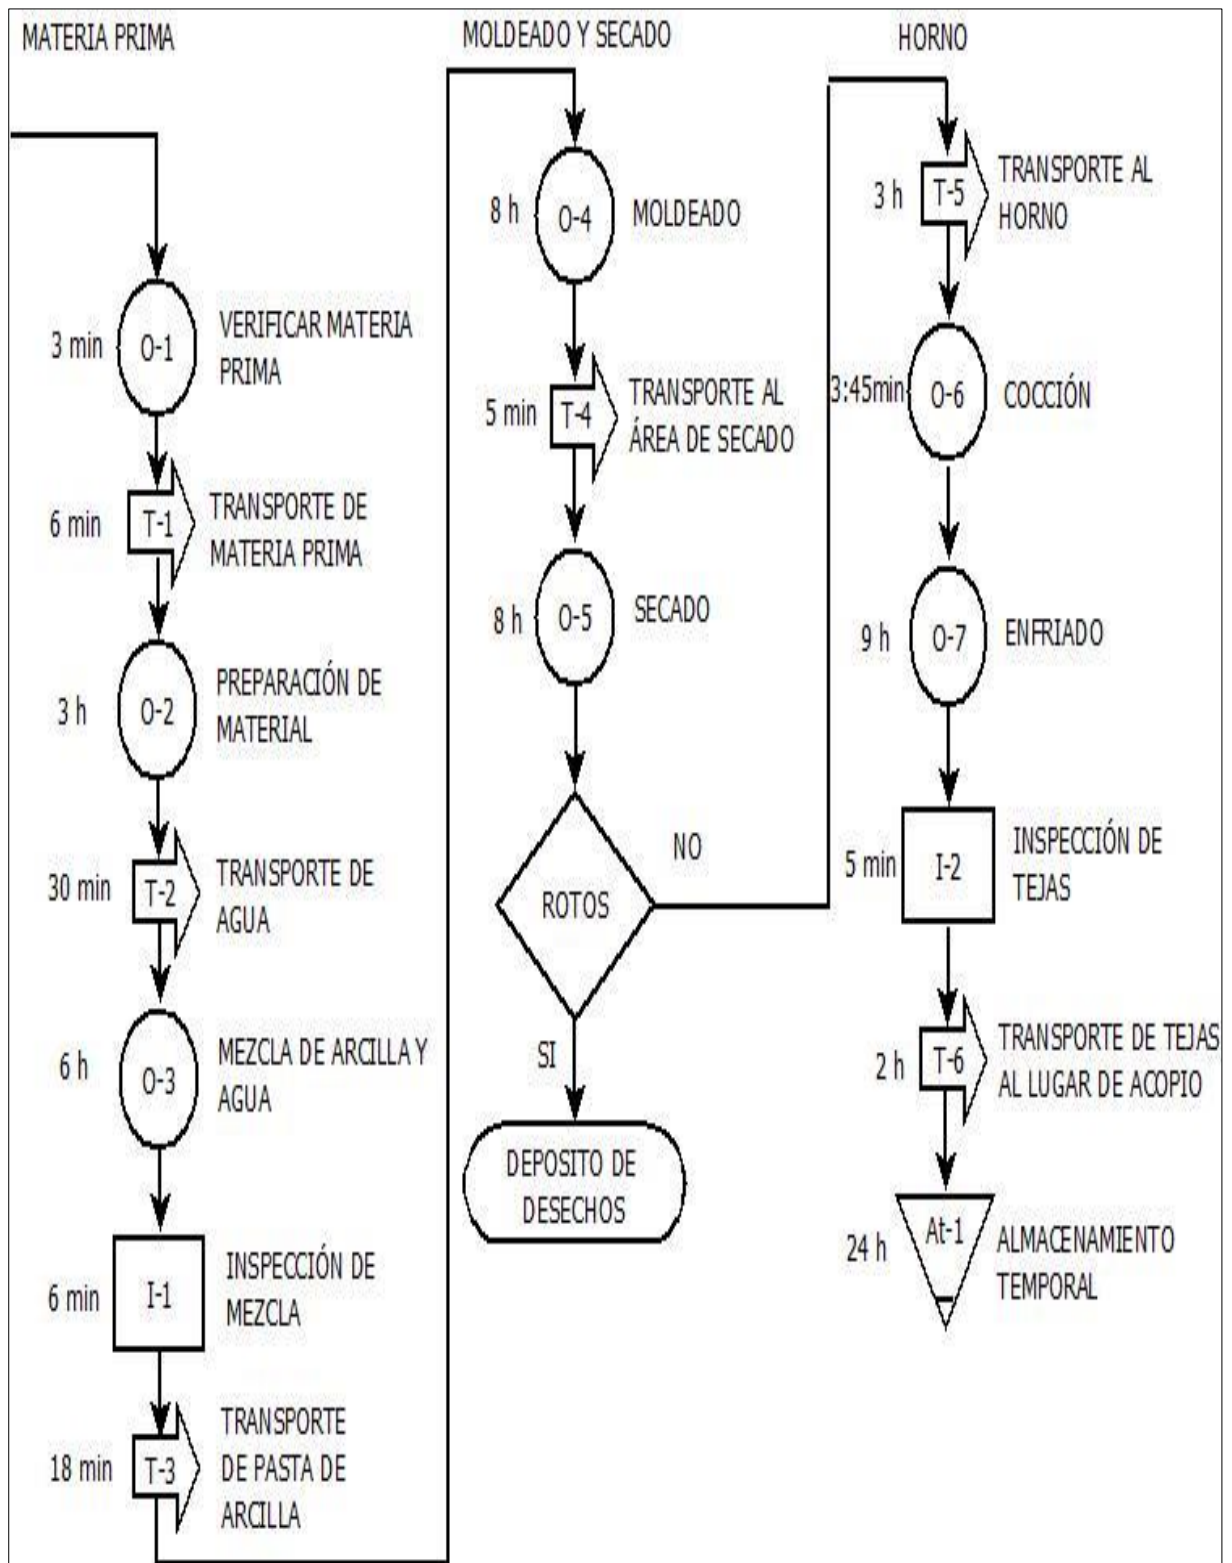 MATERIA PRIMA
3 min
O-1
VERIFICAR MATERIA
PRIMA
6 min
T-1
TRANSPORTE DE
MATERIA PRIMA
3 h
O-2
PREPARACIÓN DE
MATERIAL
30 min
T-2
TRANSPORTE DE
AGUA
6 h
O-3
MEZCLA DE ARCILLA Y
AGUA
6 min
I-1
INSPECCIÓN DE
MEZCLA
18 min
T-3
TRANSPORTE
DE PASTA DE
ARCILLA
MOLDEADO Y SECADO
8 h
O-4
MOLDEADO
5 min
T-4
TRANSPORTE AL
ÁREA DE SECADO
8 h
O-5
SECADO
ROTOS
NO
SI
DEPOSITO DE
DESECHOS
HORNO
3 h
T-5
TRANSPORTE AL
HORNO
3:45min
O-6
COCCIÓN
9 h
O-7
ENFRIADO
5 min
I-2
INSPECCIÓN DE
TEJAS
2 h
T-6
TRANSPORTE DE TEJAS
AL LUGAR DE ACOPIO
24 h
At-1
ALMACENAMIENTO
TEMPORAL